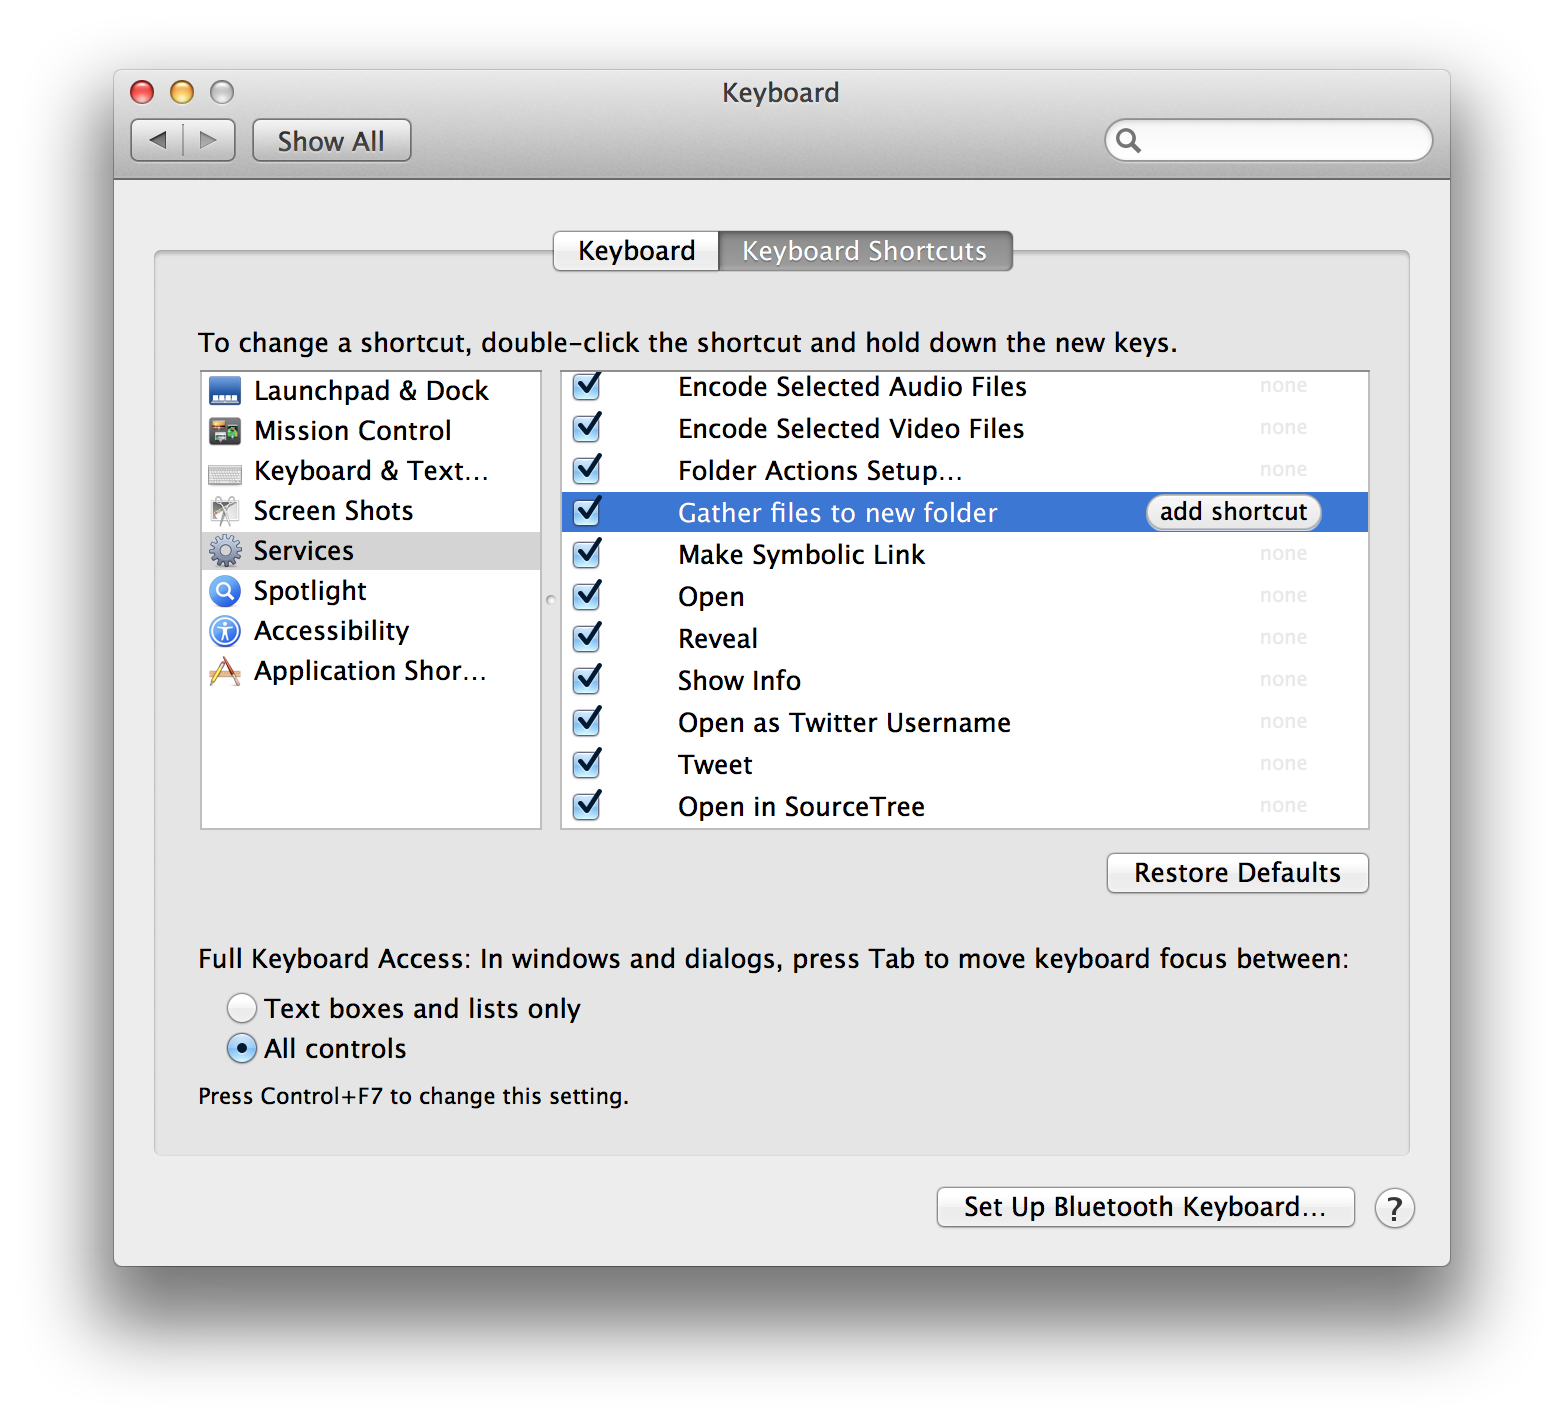 Keyboard
Show All
Keyboard
Keyboard Shortcuts
To change a shortcut, double-click the shortcut and hold down the new keys.
Launchpad & Dock
Mission Control
Keyboard & Text…
Screen Shots
Services
Spotlight
Accessibility
Application Shor…
Encode Selected Audio Files none
Encode Selected Video Files none
Folder Actions Setup… none
Gather files to new folder add shortcut
Make Symbolic Link none
Open none
Reveal none
Show Info none
Open as Twitter Username none
Tweet none
Open in SourceTree none
Restore Defaults
Full Keyboard Access: In windows and dialogs, press Tab to move keyboard focus between:
Text boxes and lists only
All controls
Press Control+F7 to change this setting.
Set Up Bluetooth Keyboard… ?